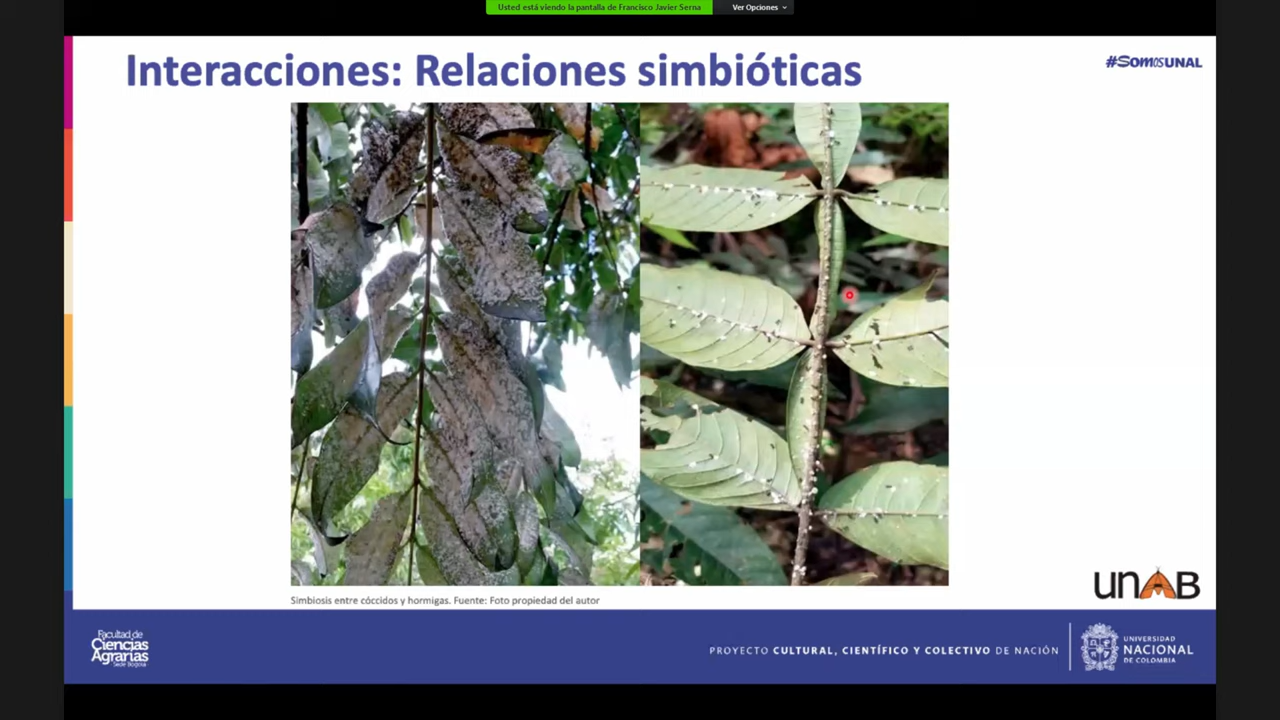 Usted está viendo la pantalla de Francisco Javier Serna
Ver Opciones
Interacciones: Relaciones simbióticas
#SomosUNAL
Simbiosis entre cóccidos y hormigas. Fuente: Foto propiedad del autor
UNAB
Facultad de
Ciencias
Agrarias
Sede Bogotá
PROYECTO CULTURAL, CIENTÍFICO Y COLECTIVO DE NACIÓN
UNIVERSIDAD
NACIONAL
DE COLOMBIA